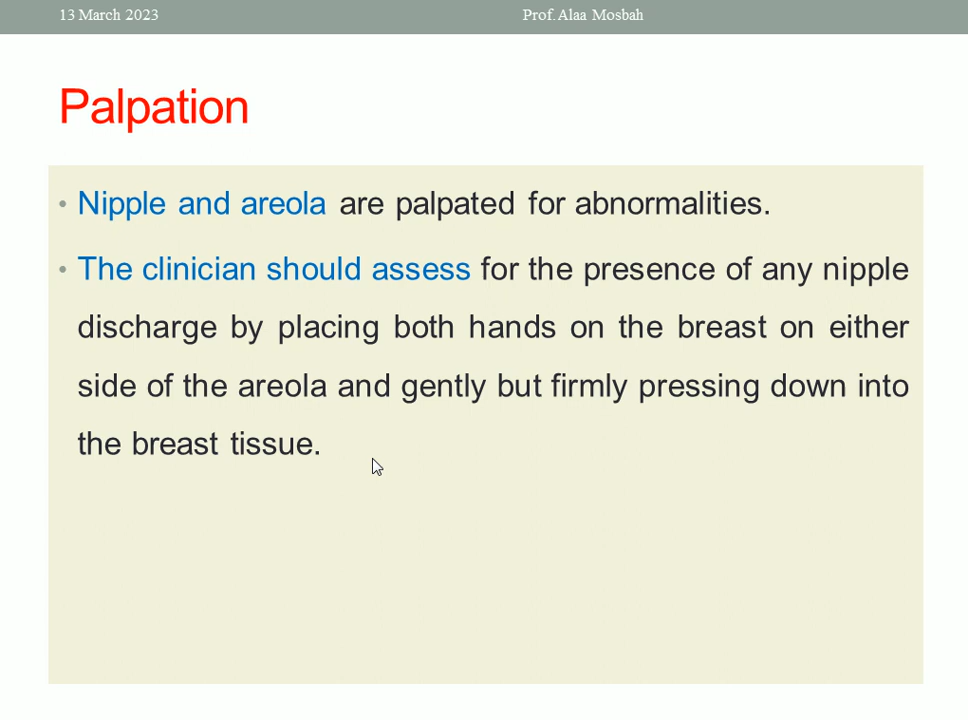 13 March 2023 Prof. Alaa Mosbah
Palpation
• Nipple and areola are palpated for abnormalities.
• The clinician should assess for the presence of any nipple
discharge by placing both hands on the breast on either
side of the areola and gently but firmly pressing down into
the breast tissue.